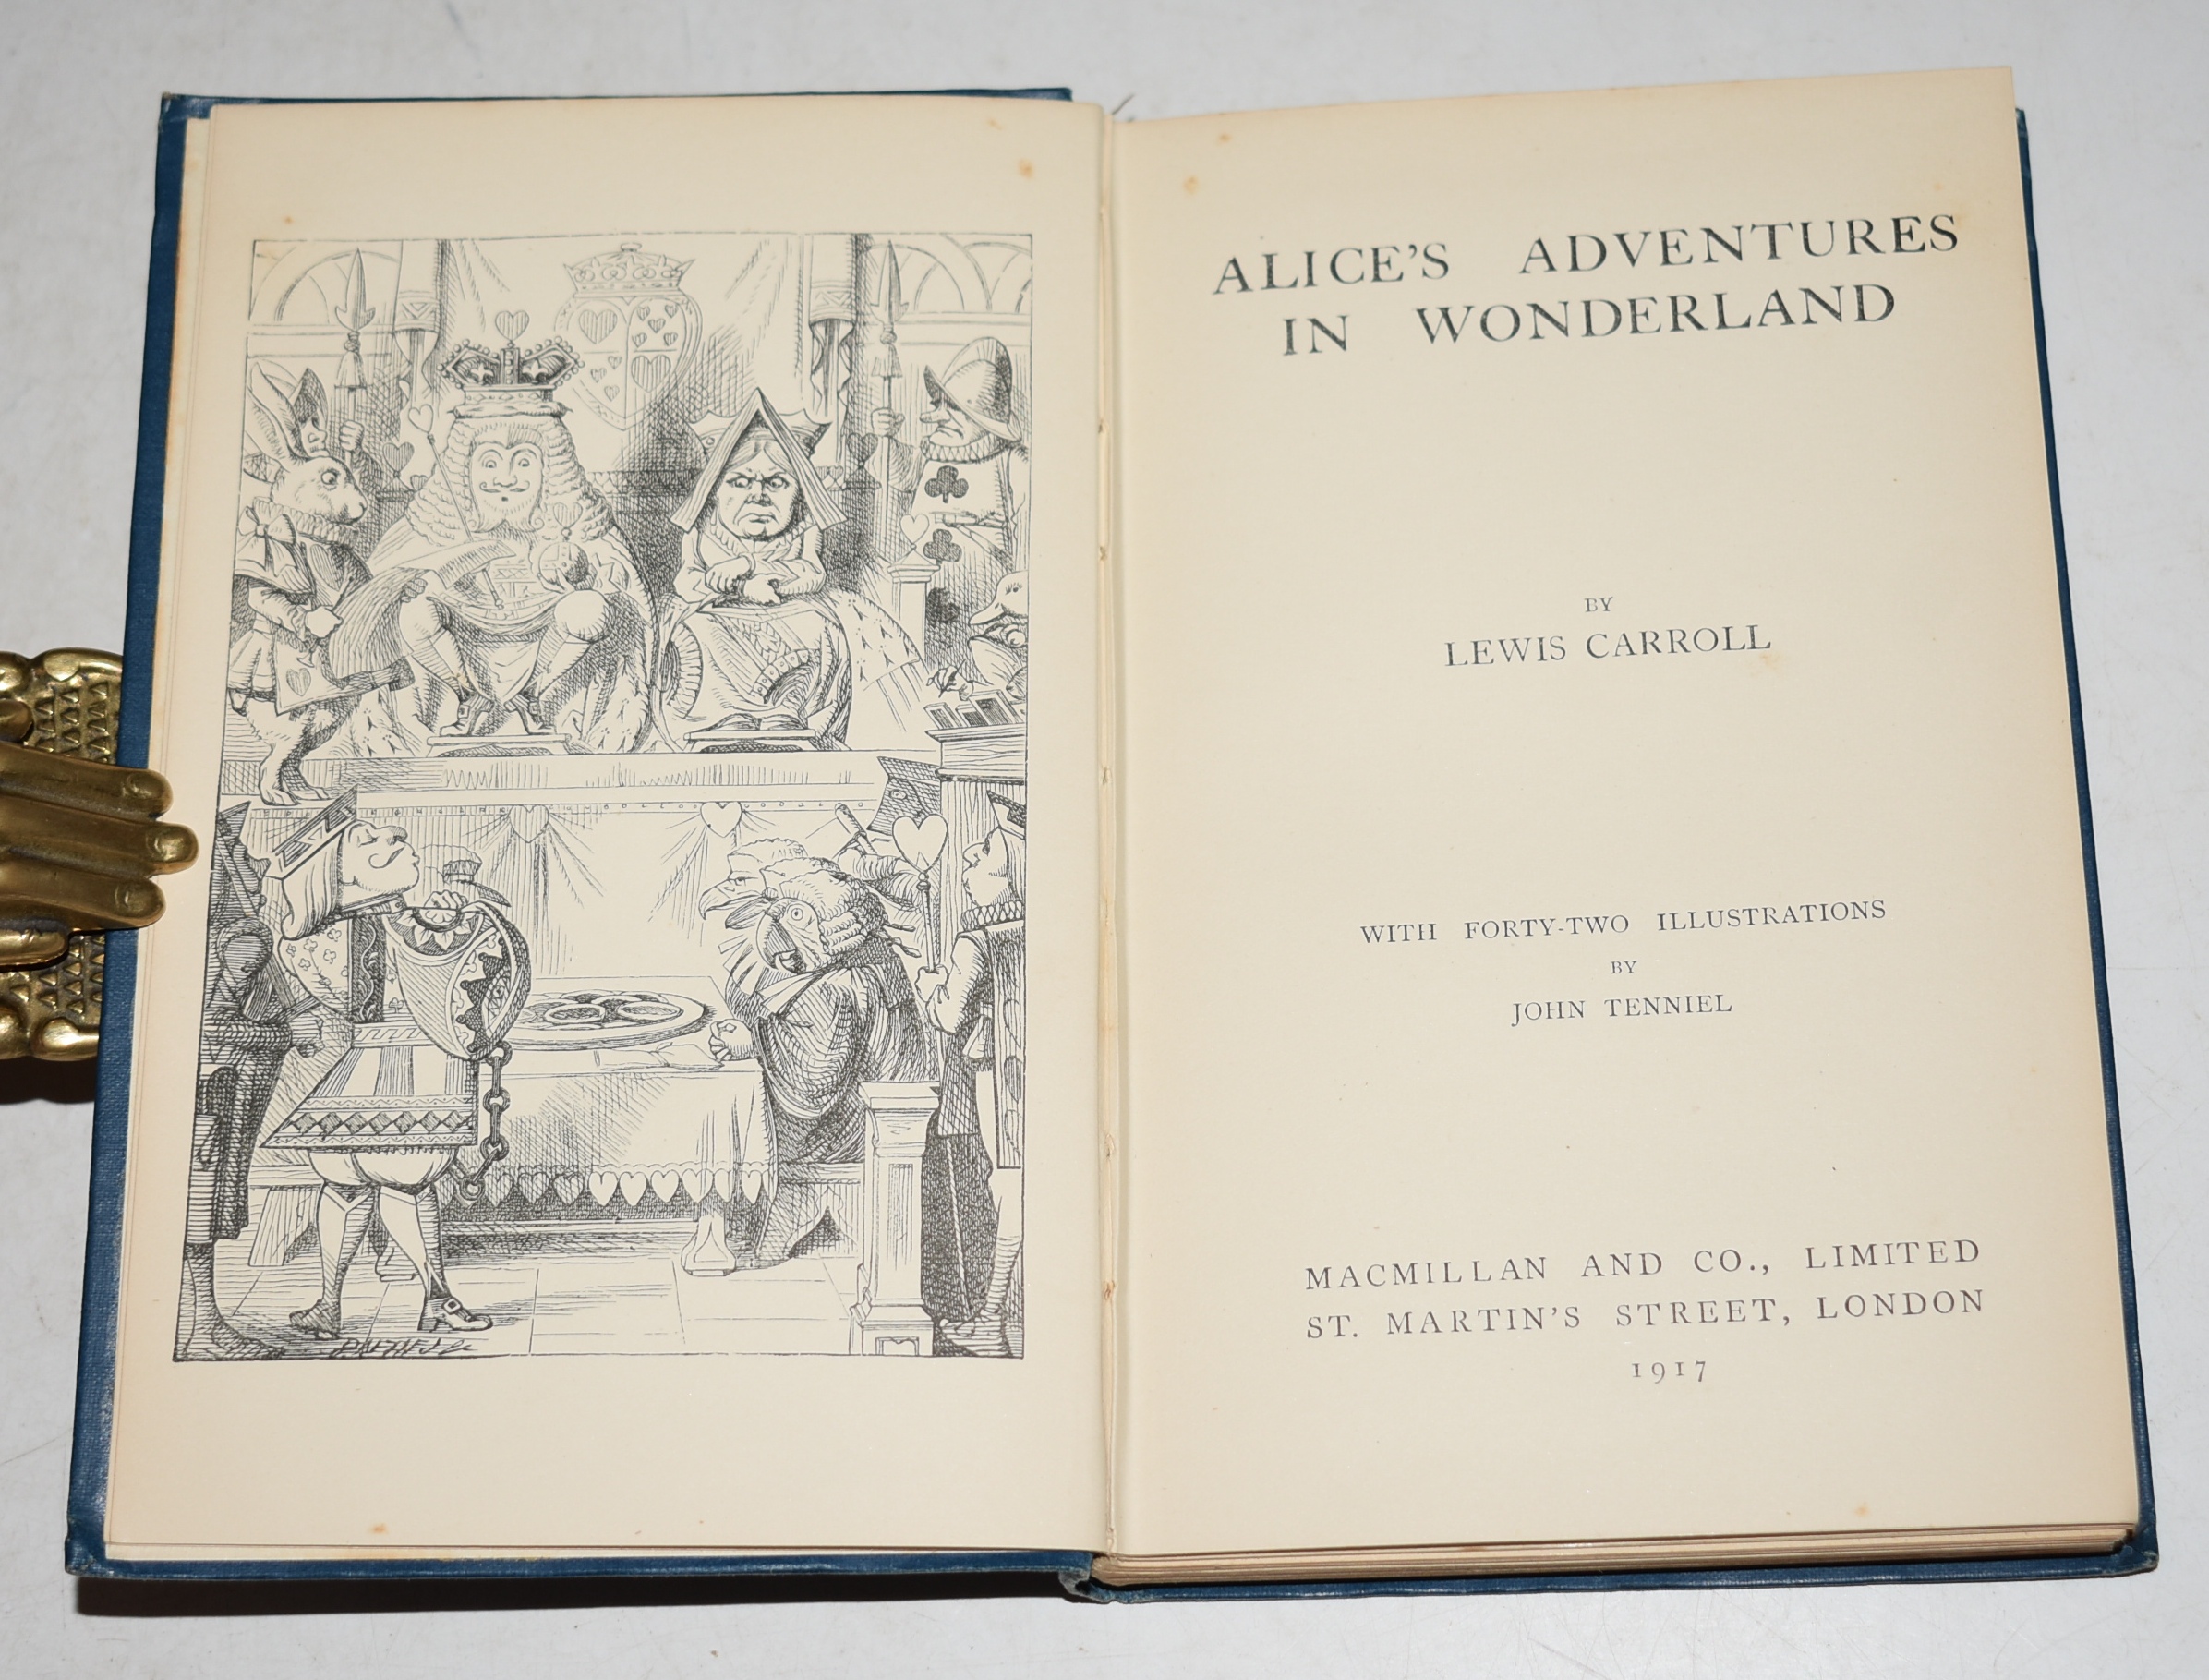 ALICE'S ADVENTURES
IN WONDERLAND
BY
LEWIS CARROLL
WITH FORTY-TWO ILLUSTRATIONS
BY
JOHN TENNIEL
MACMILLAN AND CO., LIMITED
ST. MARTIN'S STREET, LONDON
1917